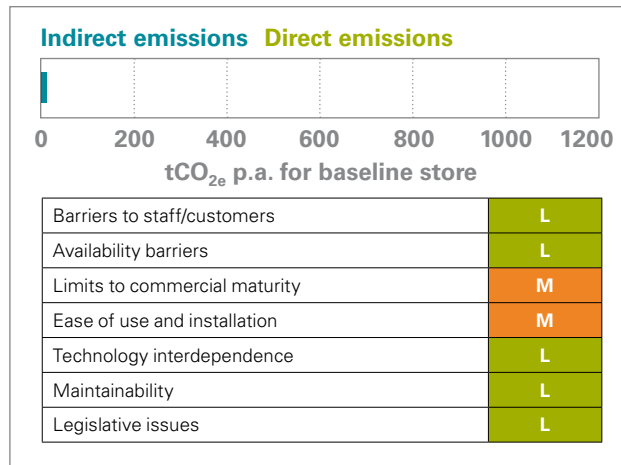 Indirect emissions Direct emissions
0 200 400 600 800 1000 1200
tCO2e p.a. for baseline store
Barriers to staff/customers L
Availability barriers L
Limits to commercial maturity M
Ease of use and installation M
Technology interdependence L
Maintainability L
Legislative issues L